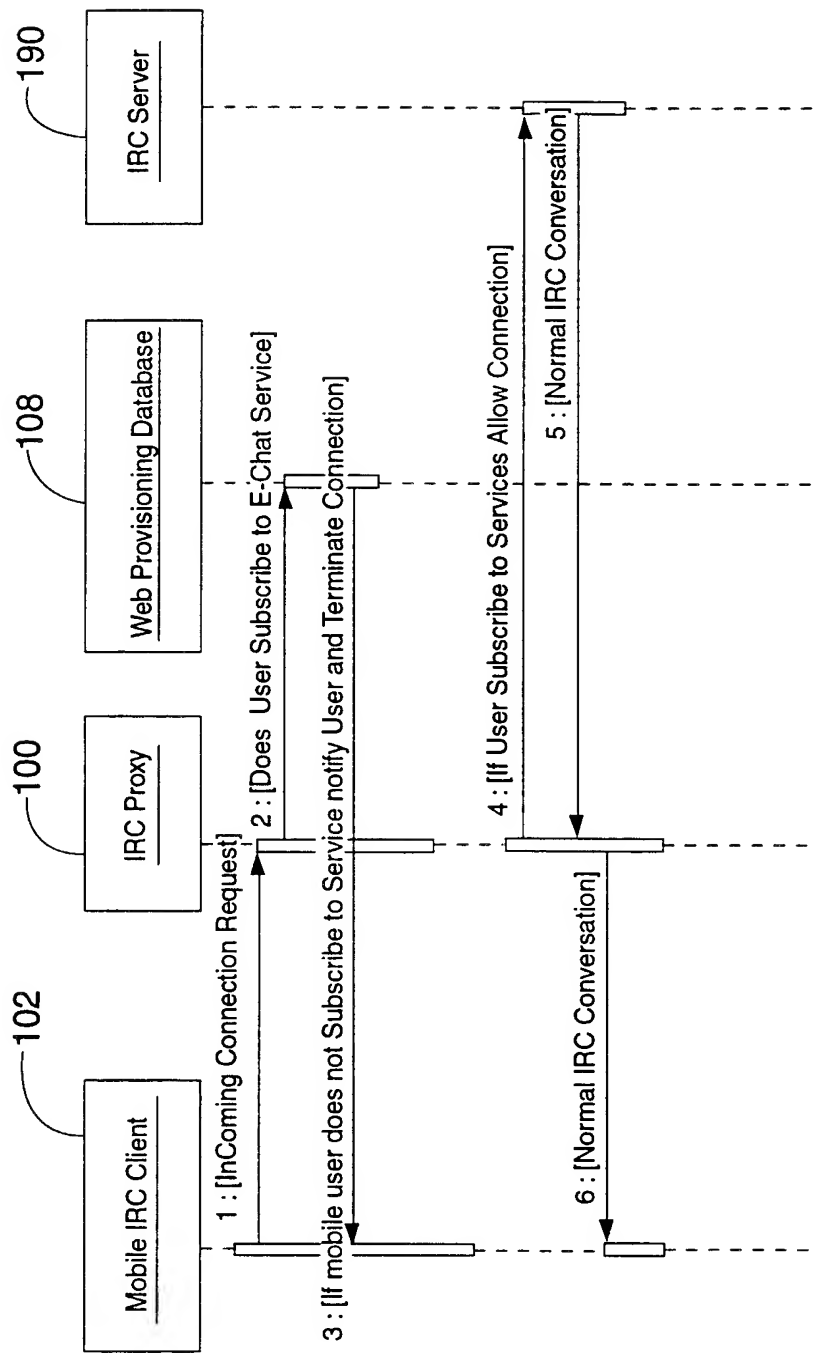 102
100
108
190
Mobile IRC Client
IRC Proxy
Web Provisioning Database
IRC Server
1 : [InComing Connection Request]
2 : [Does User Subscribe to E-Chat Service]
3 : [If mobile user does not Subscribe to Service notify User and Terminate Connection]
4 : [If User Subscribe to Services Allow Connection]
5 : [Normal IRC Conversation]
6 : [Normal IRC Conversation]